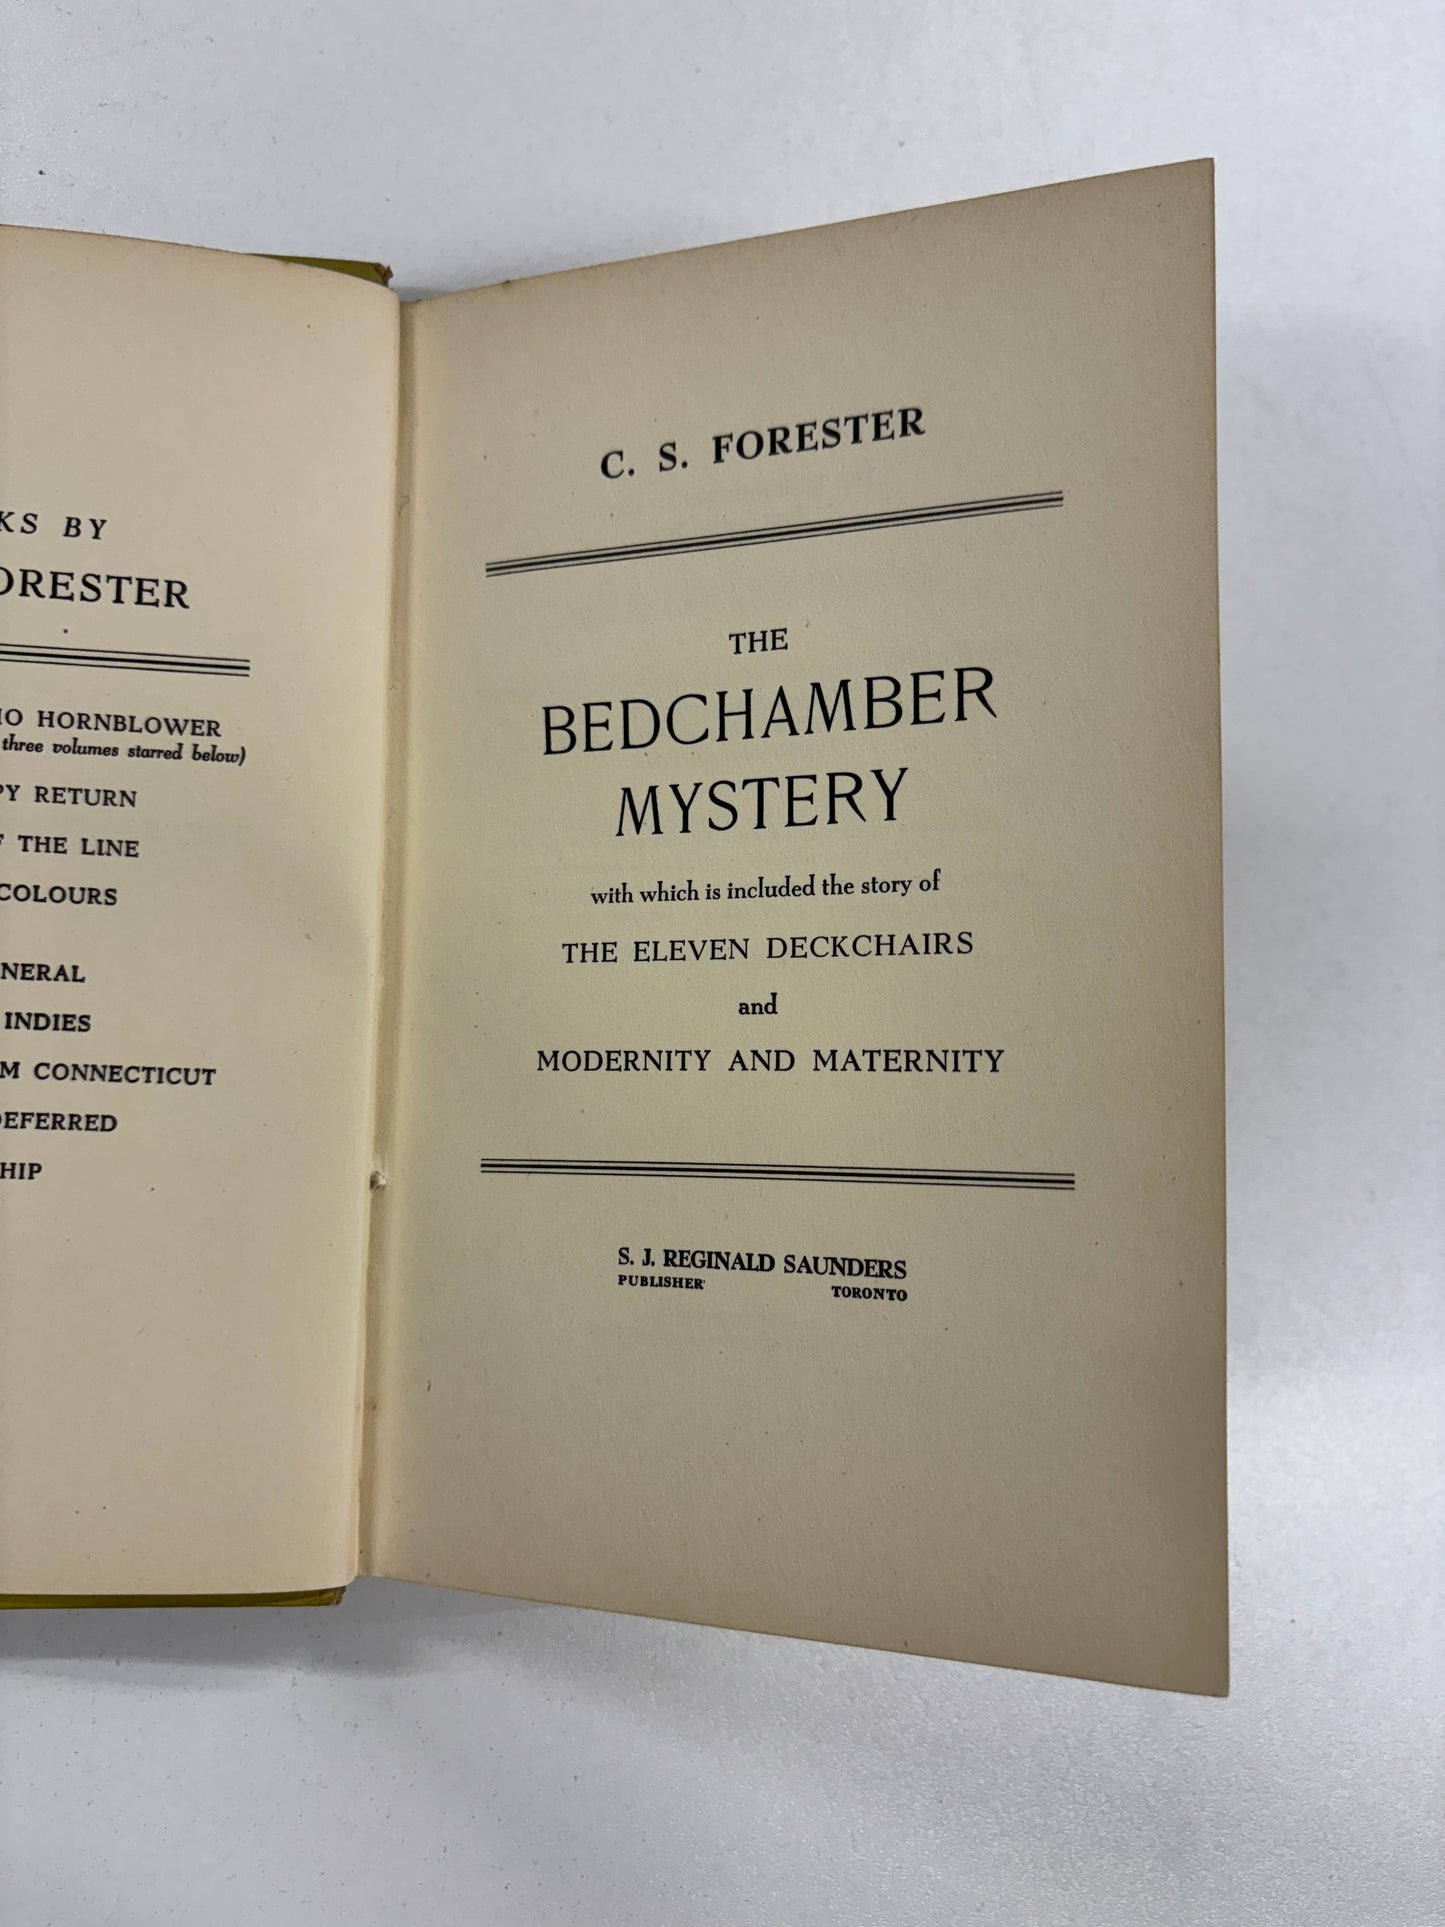 KS BY
ORESTER
IO HORNBLOWER
three volumes starred below)
PY RETURN
F THE LINE
COLOURS
NERAL
INDIES
M CONNECTICUT
DEFERRED
HIP
C. S. FORESTER
THE
BEDCHAMBER
MYSTERY
with which is included the story of
THE ELEVEN DECKCHAIRS
and
MODERNITY AND MATERNITY
S. J. REGINALD SAUNDERS
PUBLISHER TORONTO